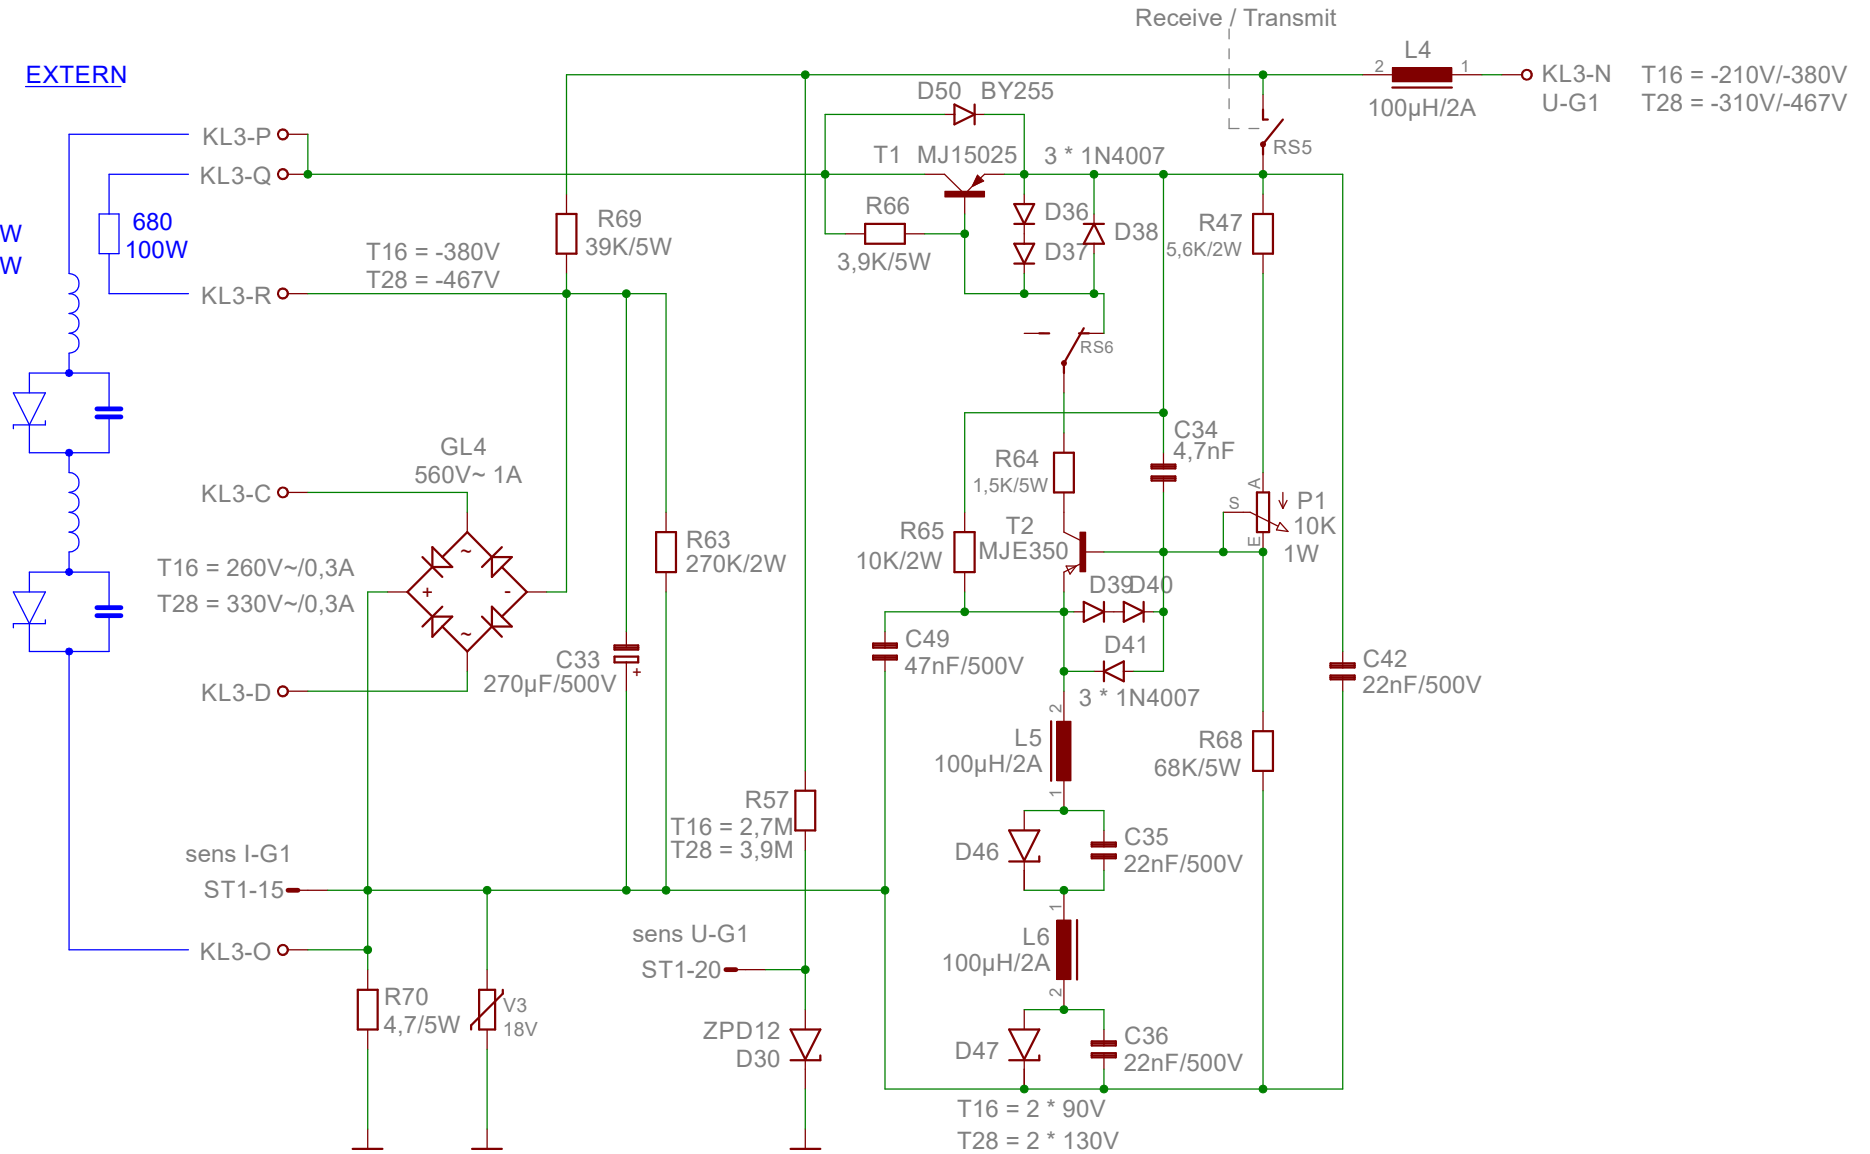 Receive / Transmit
EXTERN
L4
2
1
100µH/2A
KL3-N
U-G1
T16 = -210V/-380V
T28 = -310V/-467V
D50 BY255
KL3-P
RS5
T1 MJ15025
3 * 1N4007
KL3-Q
W
W
680
100W
R69
39K/5W
R66
3,9K/5W
D36
D37
D38
R47
5,6K/2W
T16 = -380V
T28 = -467V
KL3-R
RS6
GL4
560V~ 1A
C34
4,7nF
R64
1,5K/5W
KL3-C
A
S
P1
10K
1W
E
R65
10K/2W
T2
MJE350
R63
270K/2W
~
+
-
~
T16 = 260V~/0,3A
T28 = 330V~/0,3A
D39
D40
D41
3 * 1N4007
C49
47nF/500V
C33
270µF/500V
+
C42
22nF/500V
KL3-D
2
L5
100µH/2A
1
R68
68K/5W
R57
T16 = 2,7M
T28 = 3,9M
D46
C35
22nF/500V
sens I-G1
ST1-15
1
L6
100µH/2A
2
sens U-G1
ST1-20
KL3-O
R70
4,7/5W
V3
18V
ZPD12
D30
D47
C36
22nF/500V
T16 = 2 * 90V
T28 = 2 * 130V